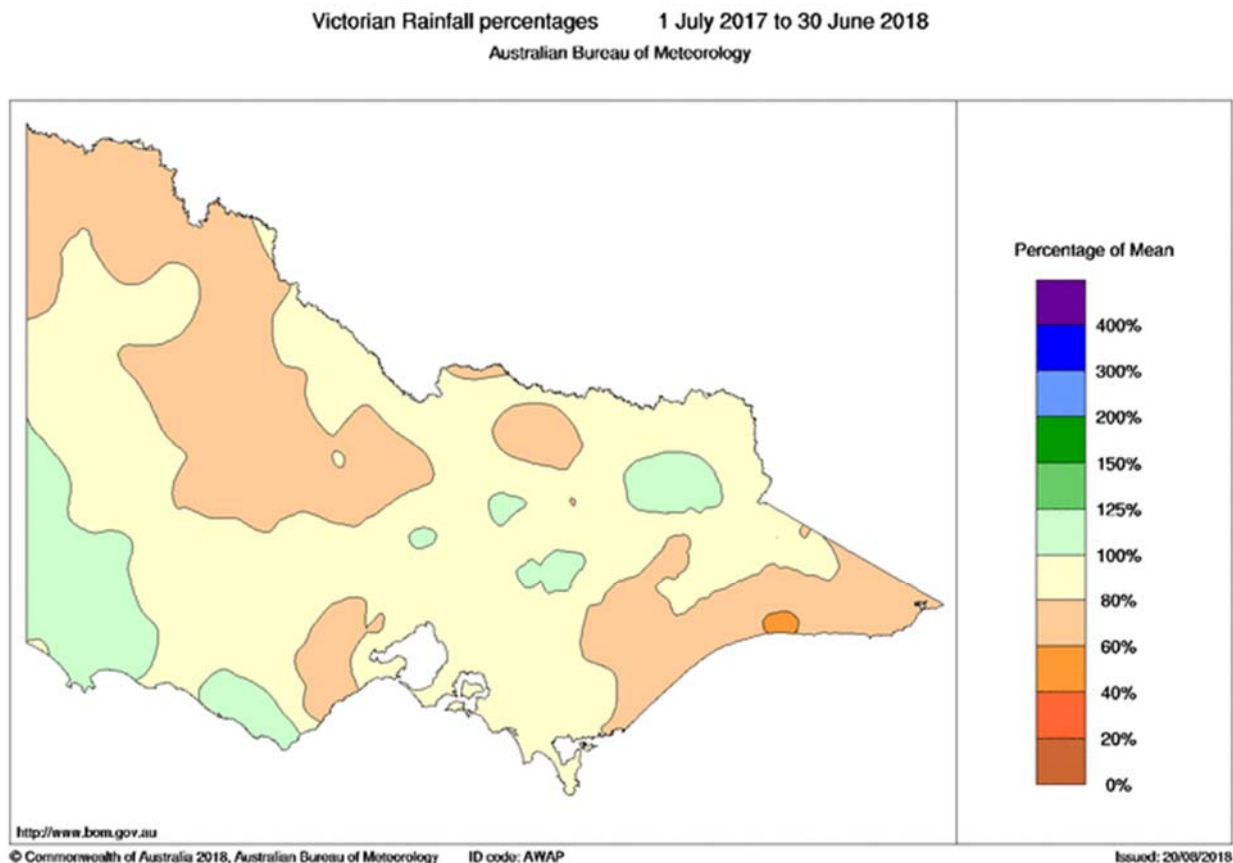 Victorian Rainfall percentages 1 July 2017 to 30 June 2018
Australian Bureau of Meteorology
Percentage of Mean
400%
300%
200%
150%
125%
100%
80%
60%
40%
20%
0%
http://www.bom.gov.au
© Commonwealth of Australia 2018, Australian Bureau of Meteorology ID code: AWAP Issued: 20/08/2018